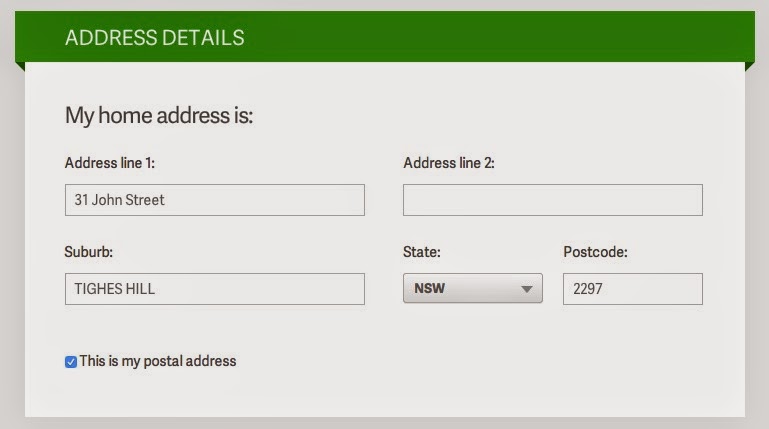 ADDRESS DETAILS
My home address is:
Address line 1:
Address line 2:
31 John Street
Suburb:
State:
Postcode:
TIGHES HILL
NSW
2297
This is my postal address